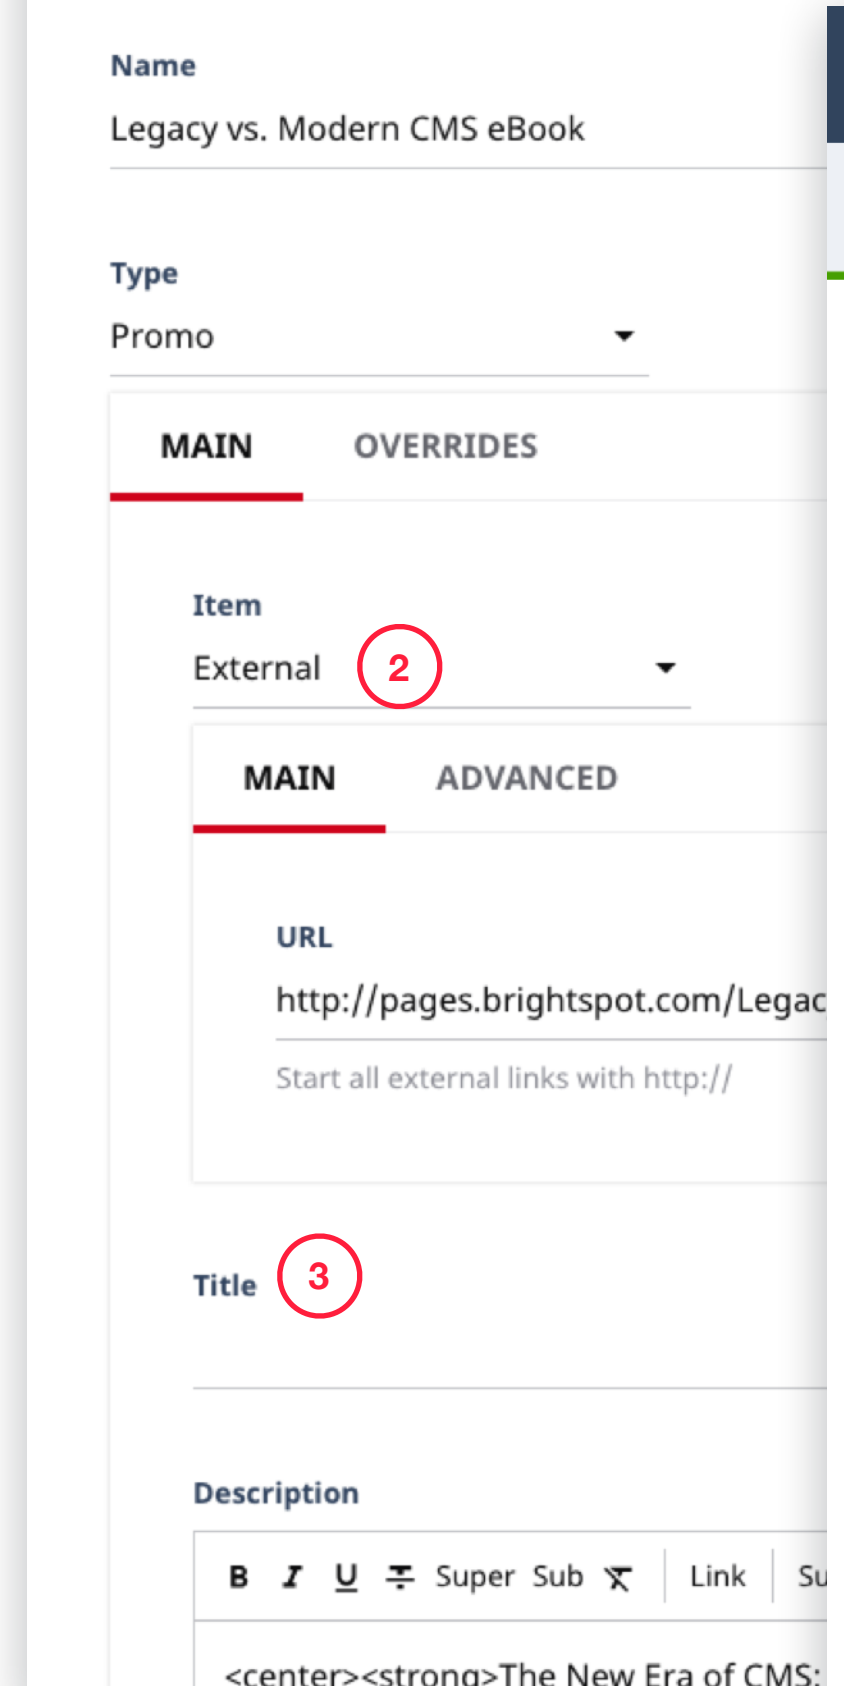 Name
Legacy vs. Modern CMS eBook
Type
Promo
MAIN OVERRIDES
Item
External 2
MAIN ADVANCED
URL
http://pages.brightspot.com/Legac
Start all external links with http://
Title 3
Description
B I U Super Sub Link Su
<center><strong>The New Era of CMS: